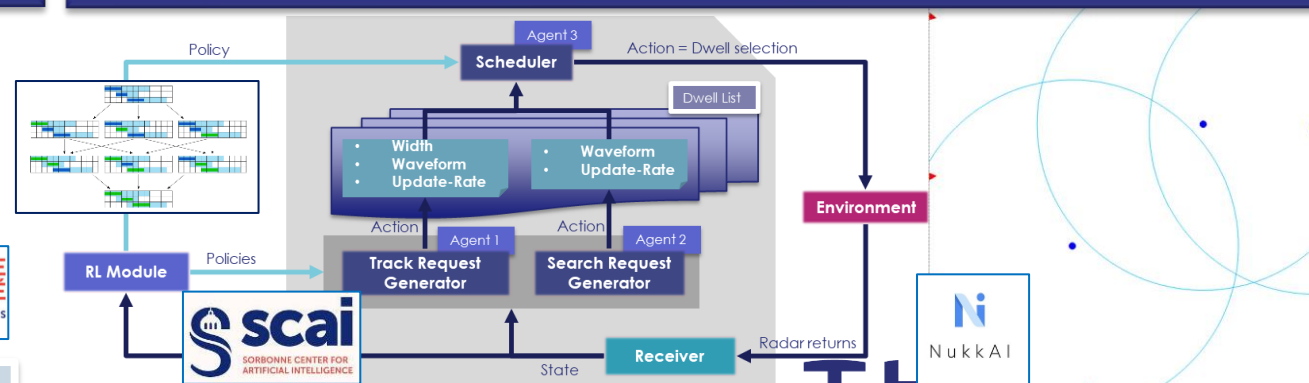 Agent 3
Policy
Scheduler
Action = Dwell selection
Dwell List
• Width
• Waveform
• Update-Rate
• Waveform
• Update-Rate
Environment
Action
Action
Agent 1
Agent 2
Policies
RL Module
Track Request
Generator
Search Request
Generator
scai
SORBONNE CENTER FOR
ARTIFICIAL INTELLIGENCE
Receiver
Radar returns
State
NukkAI